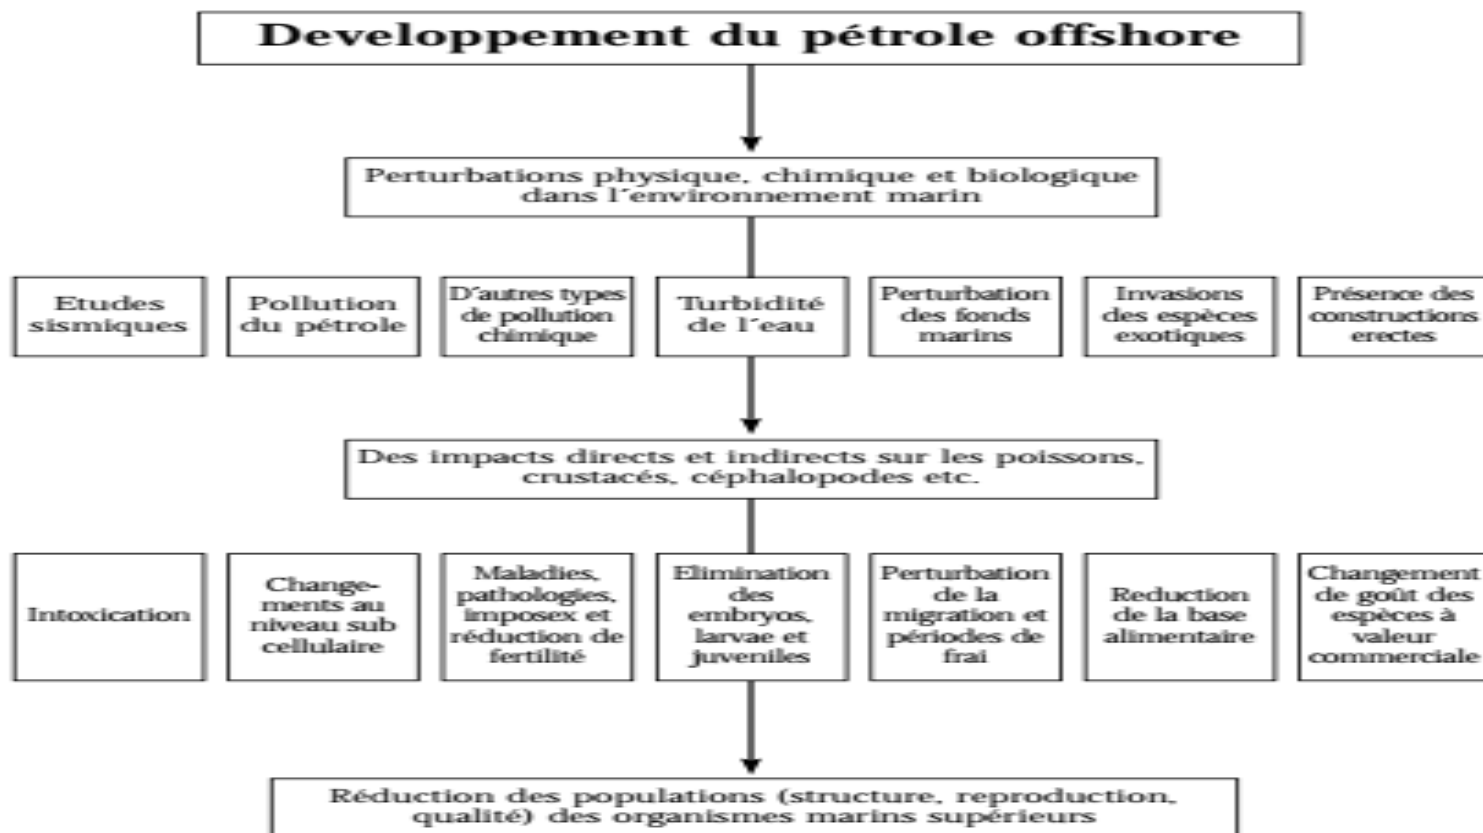 Developpement du pétrole offshore
Perturbations physique, chimique et biologique
dans l´environnement marin
Etudes
sismiques
Pollution
du pétrole
D´autres types
de pollution
chimique
Turbidité
de l´eau
Perturbation
des fonds
marins
Invasions
des espèces
exotiques
Présence des
constructions
erectes
Des impacts directs et indirects sur les poissons,
crustacés, céphalopodes etc.
Intoxication
Change-
ments au
niveau sub
cellulaire
Maladies,
pathologies,
imposex et
réduction de
fertilité
Elimination
des
embryos,
larvae et
juveniles
Perturbation
de la
migration et
périodes de
frai
Reduction
de la base
alimentaire
Changement
de goût des
espèces à
valeur
commerciale
Réduction des populations (structure, reproduction,
qualité) des organismes marins supérieurs